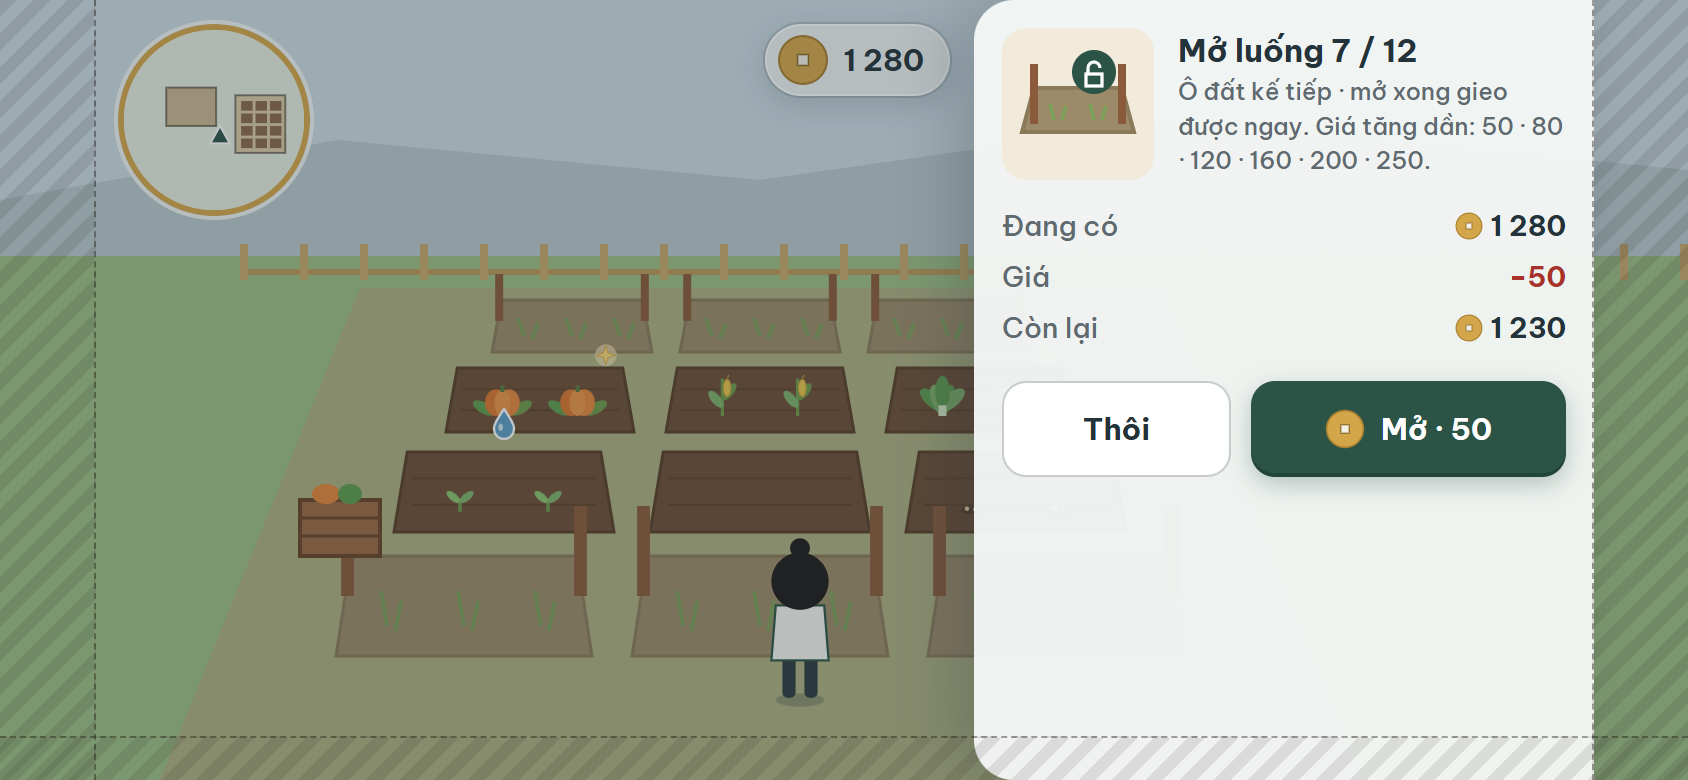 1 280
Mở luống 7 / 12
Ô đất kế tiếp · mở xong gieo
được ngay. Giá tăng dần: 50 · 80
· 120 · 160 · 200 · 250.
Đang có 1 280
Giá -50
Còn lại 1 230
Thôi
Mở · 50